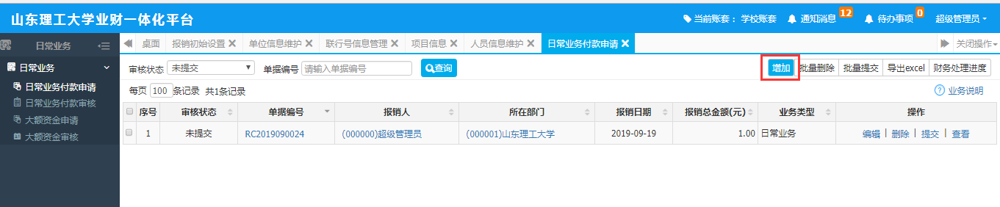 山东理工大学业财一体化平台 当前账套： 学校账套 通知消息 12 待办事项 0 超级管理员
日常业务 桌面 报销初始设置 单位信息维护 联行号信息管理 项目信息 人员信息维护 日常业务付款申请 关闭操作
日常业务
日常业务付款申请
日常业务付款审核
大额资金申请
大额资金审核
审核状态 未提交 单据编号 请输入单据编号 查询 增加 批量删除 批量提交 导出excel 财务处理进度
每页 100 条记录 共1条记录 业务说明
序号 审核状态 单据编号 报销人 所在部门 报销日期 报销总金额(元) 业务类型 操作
1 未提交 RC2019090024 (000000)超级管理员 (000001)山东理工大学 2019-09-19 1.00 日常业务 编辑 | 删除 | 提交 | 查看